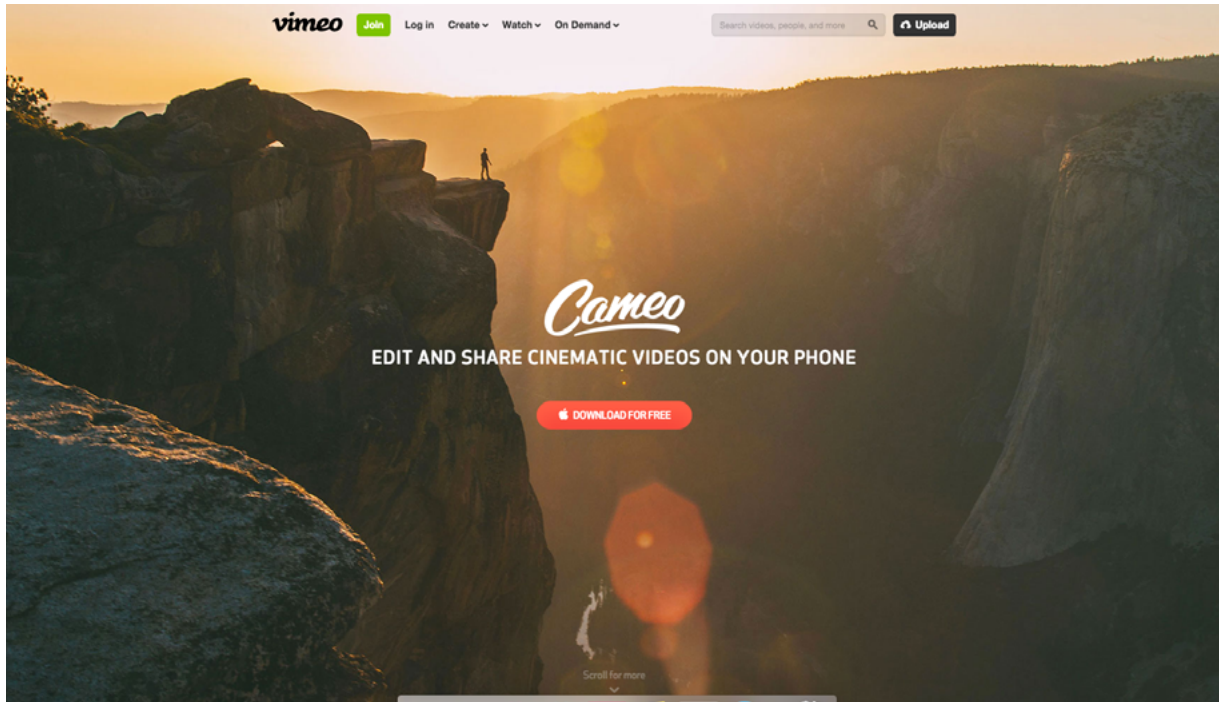 vimeo Join Log in Create Watch On Demand Search videos, people, and more Upload
Cameo
EDIT AND SHARE CINEMATIC VIDEOS ON YOUR PHONE
DOWNLOAD FOR FREE
Scroll for more